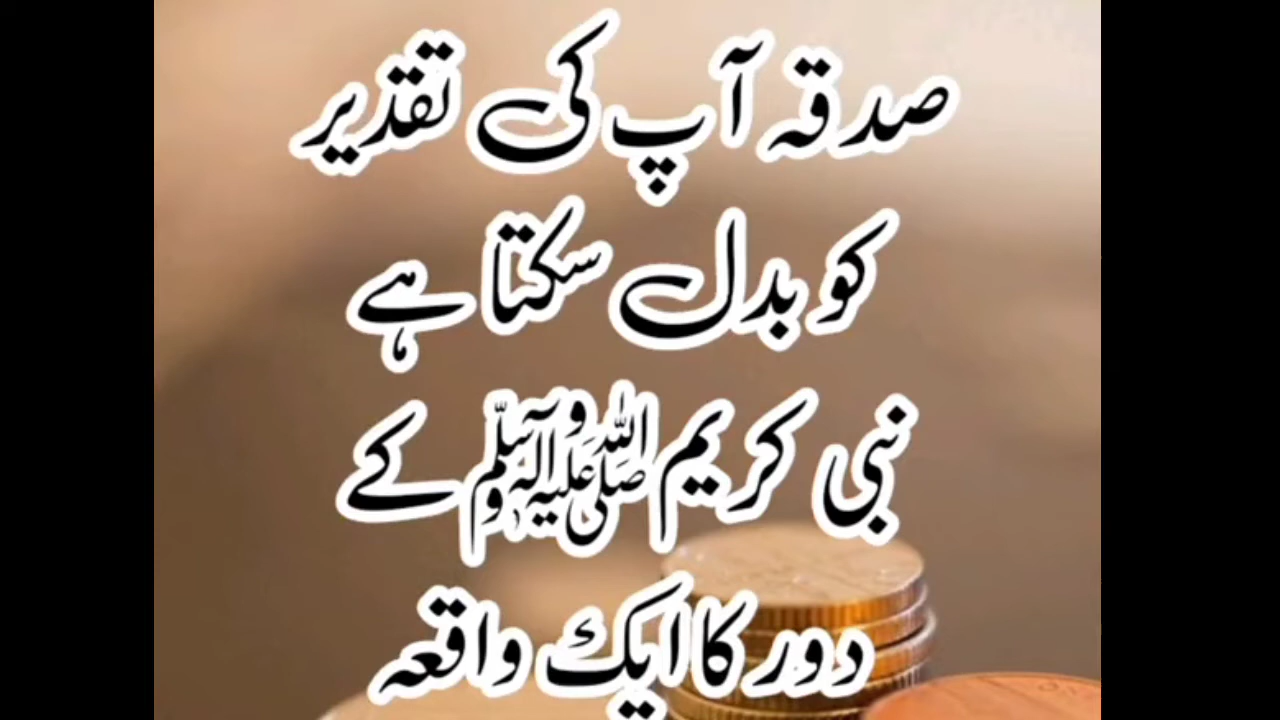 صدقہ آپ کی تقدیر
کو بدل سکتا ہے
نبی کریم ﷺ کے
دور کا ایک واقعہ